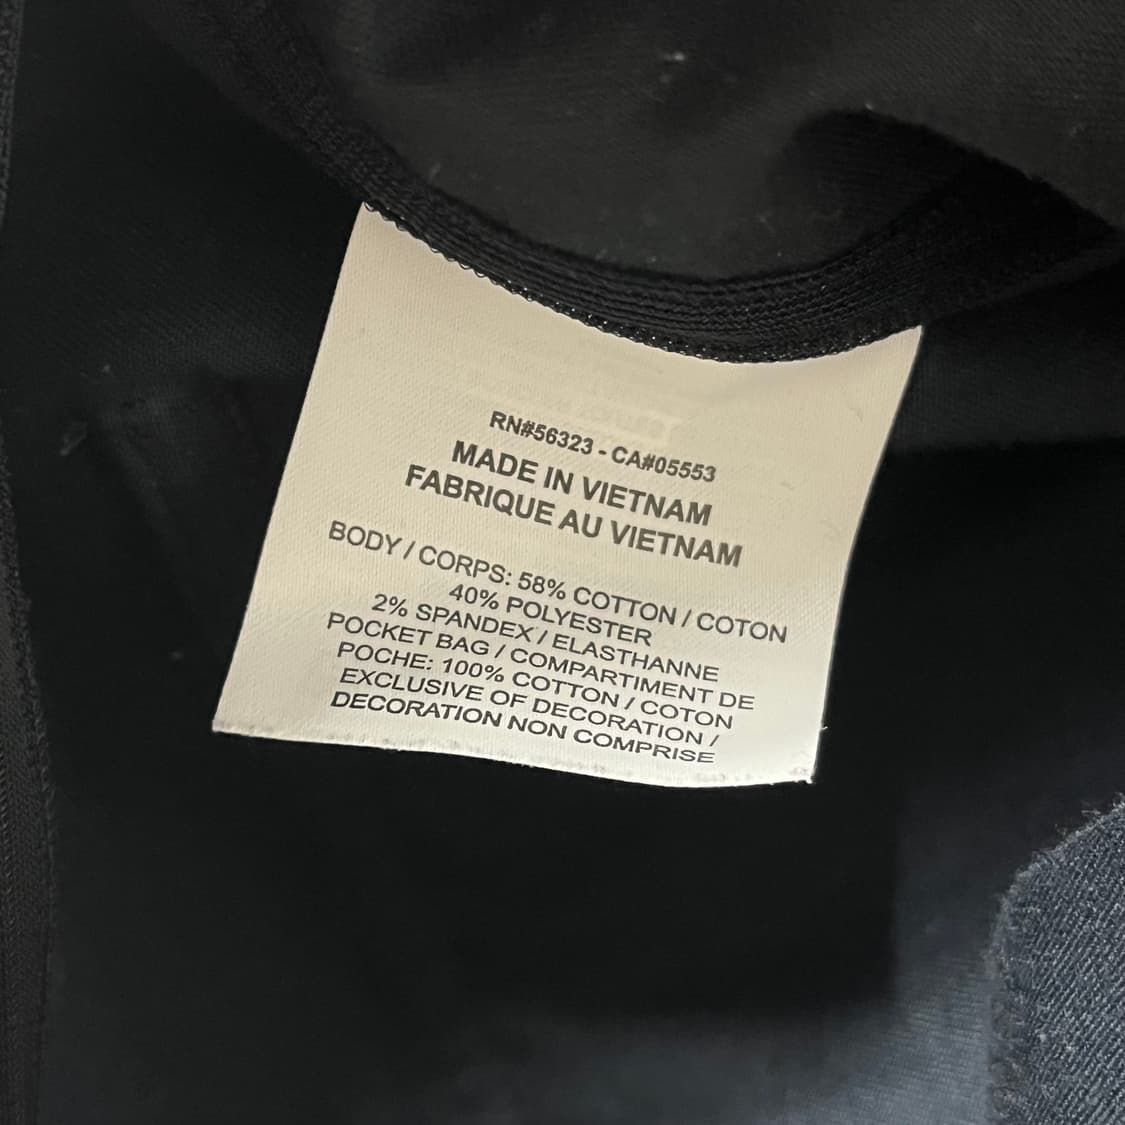 RN#56323 - CA#05553
MADE IN VIETNAM
FABRIQUE AU VIETNAM
BODY / CORPS: 58% COTTON / COTON
40% POLYESTER
2% SPANDEX / ELASTHANNE
POCKET BAG / COMPARTIMENT DE
POCHE: 100% COTTON / COTON
EXCLUSIVE OF DECORATION /
DECORATION NON COMPRISE